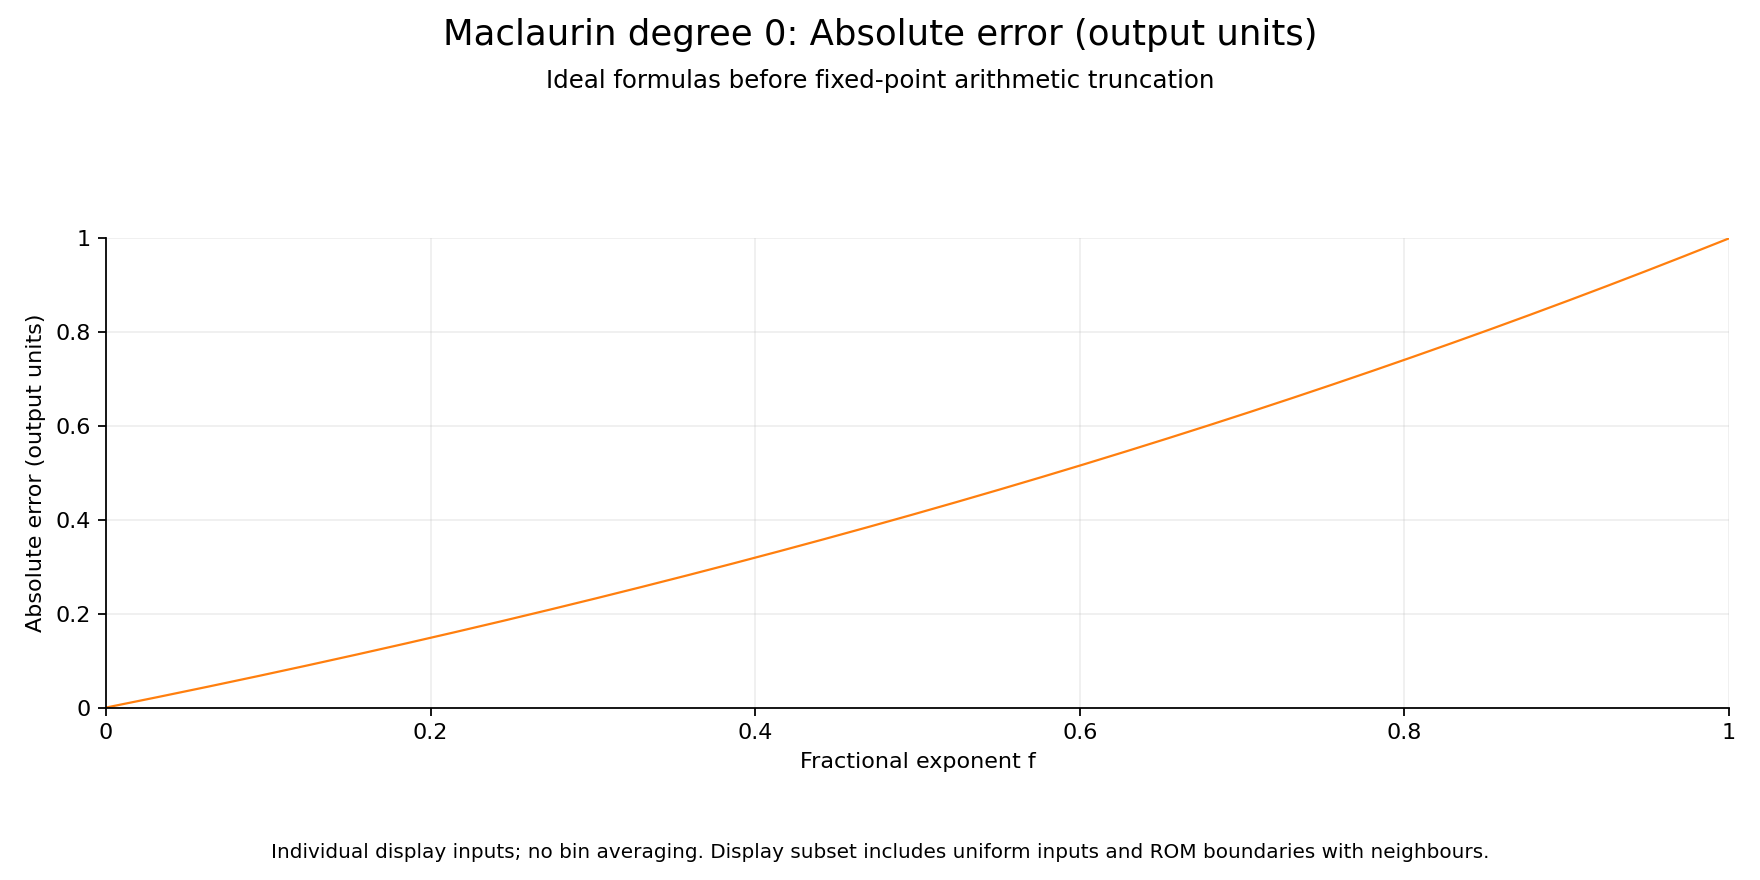 Maclaurin degree 0: Absolute error (output units)
Ideal formulas before fixed-point arithmetic truncation
Absolute error (output units)
1
0.8
0.6
0.4
0.2
0
0 0.2 0.4 0.6 0.8 1
Fractional exponent f
Individual display inputs; no bin averaging. Display subset includes uniform inputs and ROM boundaries with neighbours.